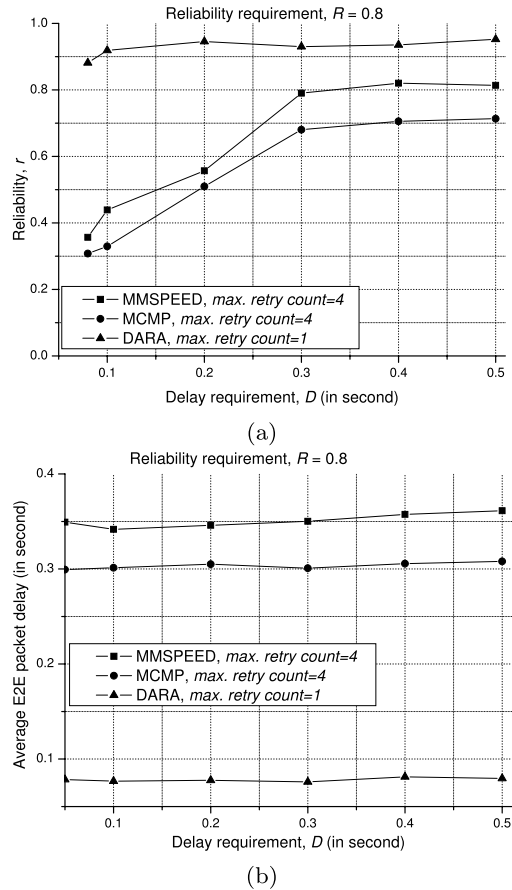 Reliability requirement, R = 0.8
1.0
0.8
0.6
0.4
0.2
0.0
Reliability, r
MMSPEED, max. retry count=4
MCMP, max. retry count=4
DARA, max. retry count=1
0.1 0.2 0.3 0.4 0.5
Delay requirement, D (in second)
(a)
Reliability requirement, R = 0.8
0.4
0.3
0.2
0.1
Average E2E packet delay (in second)
MMSPEED, max. retry count=4
MCMP, max. retry count=4
DARA, max. retry count=1
0.1 0.2 0.3 0.4 0.5
Delay requirement, D (in second)
(b)